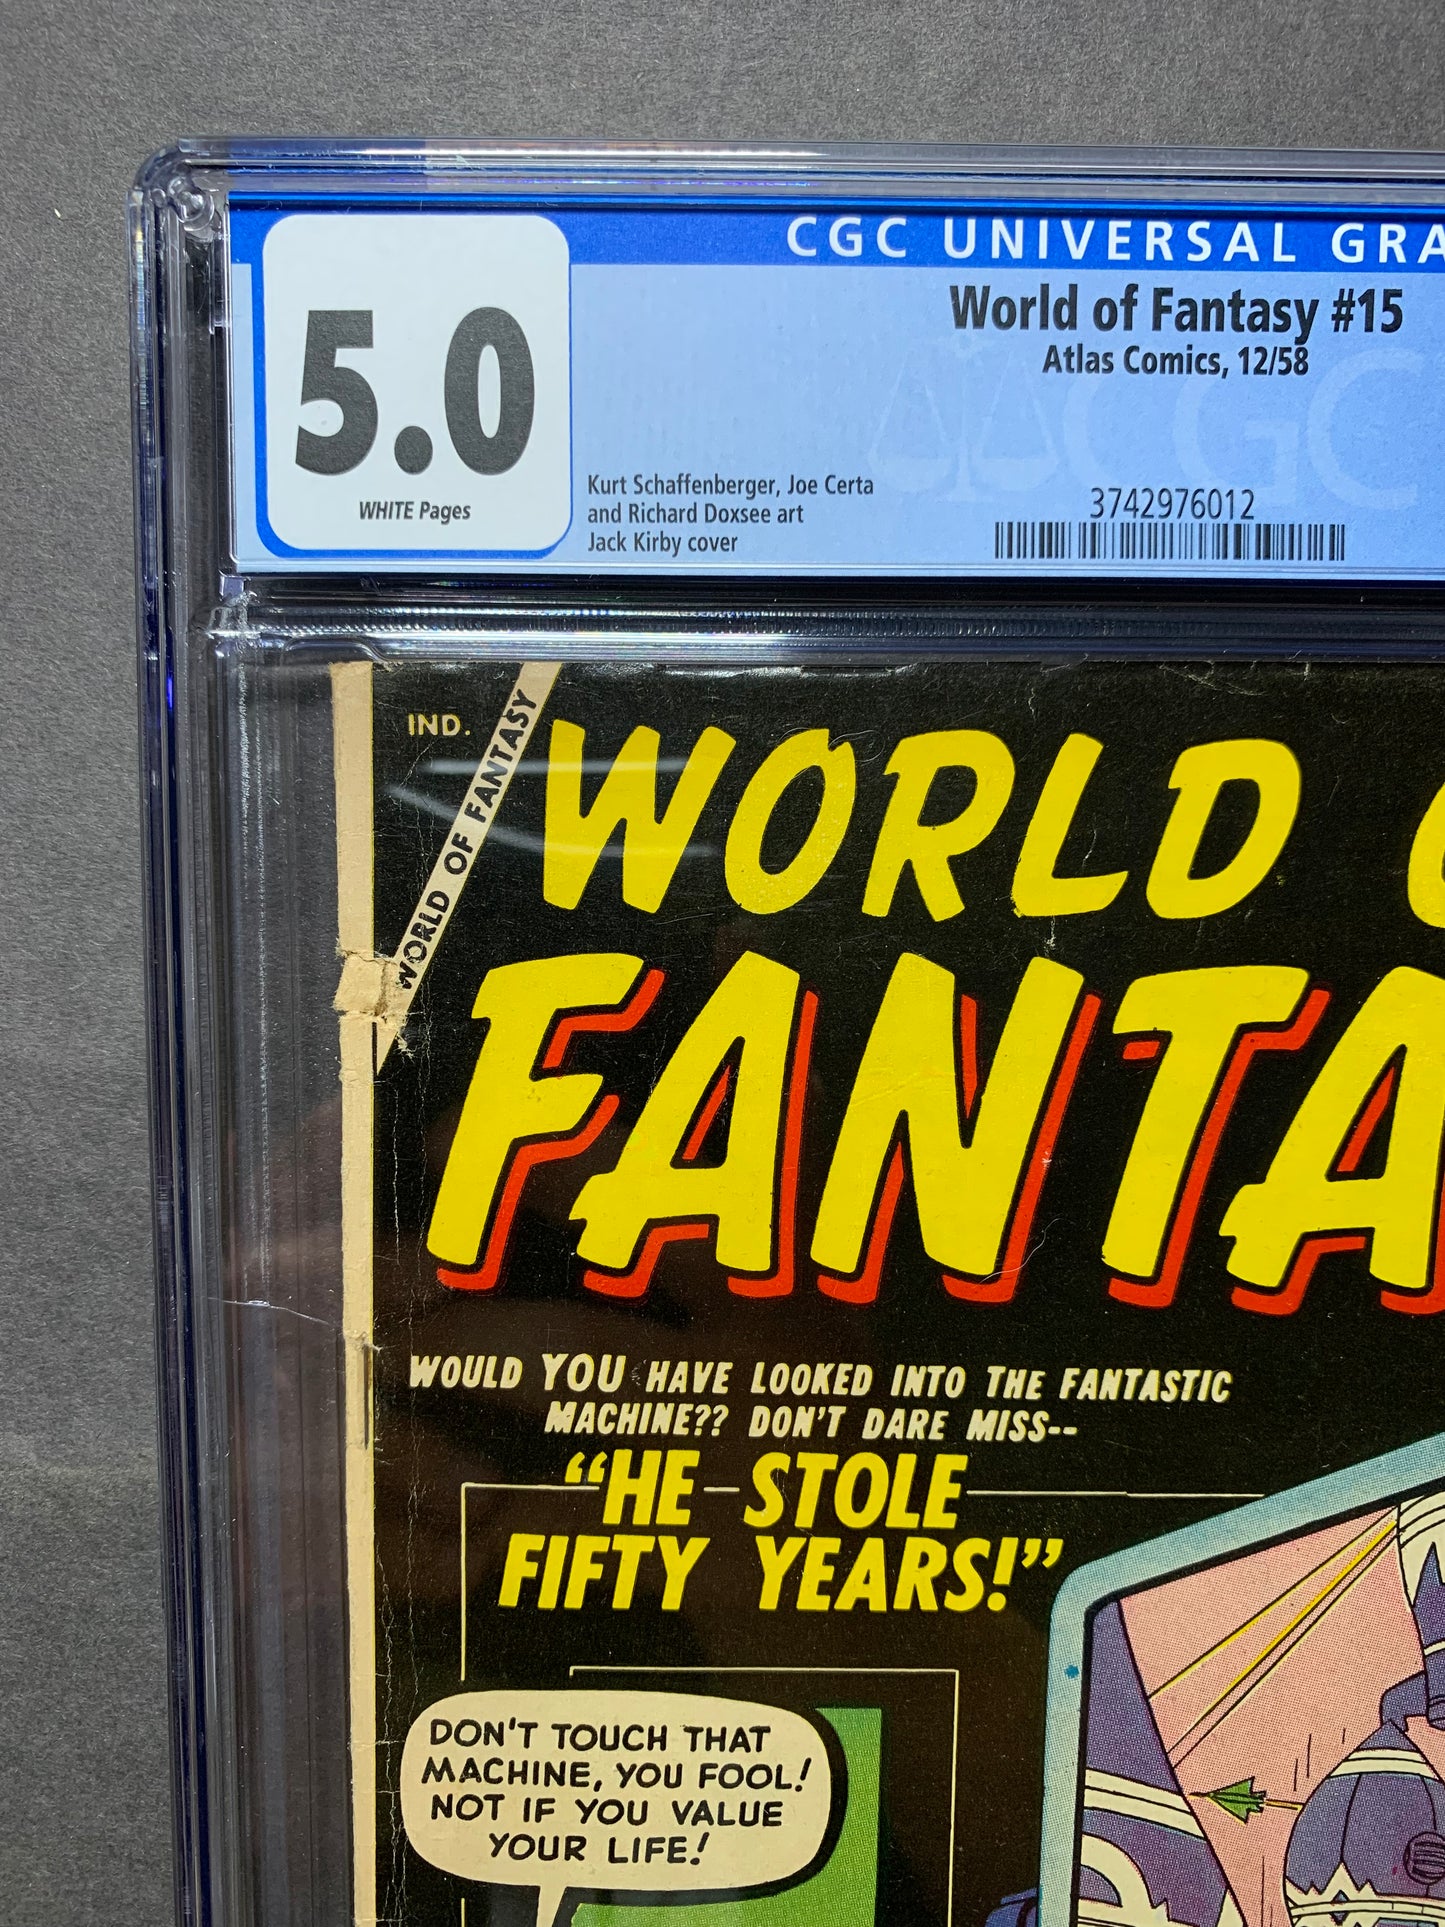 CGC UNIVERSAL GRA
5.0
WHITE Pages
World of Fantasy #15
Atlas Comics, 12/58
Kurt Schaffenberger, Joe Certa
and Richard Doxsee art
Jack Kirby cover
3742976012
CGC
IND.
WORLD OF FANTASY
WORLD
FANTA
WOULD YOU HAVE LOOKED INTO THE FANTASTIC
MACHINE?? DON'T DARE MISS--
"HE STOLE
FIFTY YEARS!"
DON'T TOUCH THAT
MACHINE, YOU FOOL!
NOT IF YOU VALUE
YOUR LIFE!